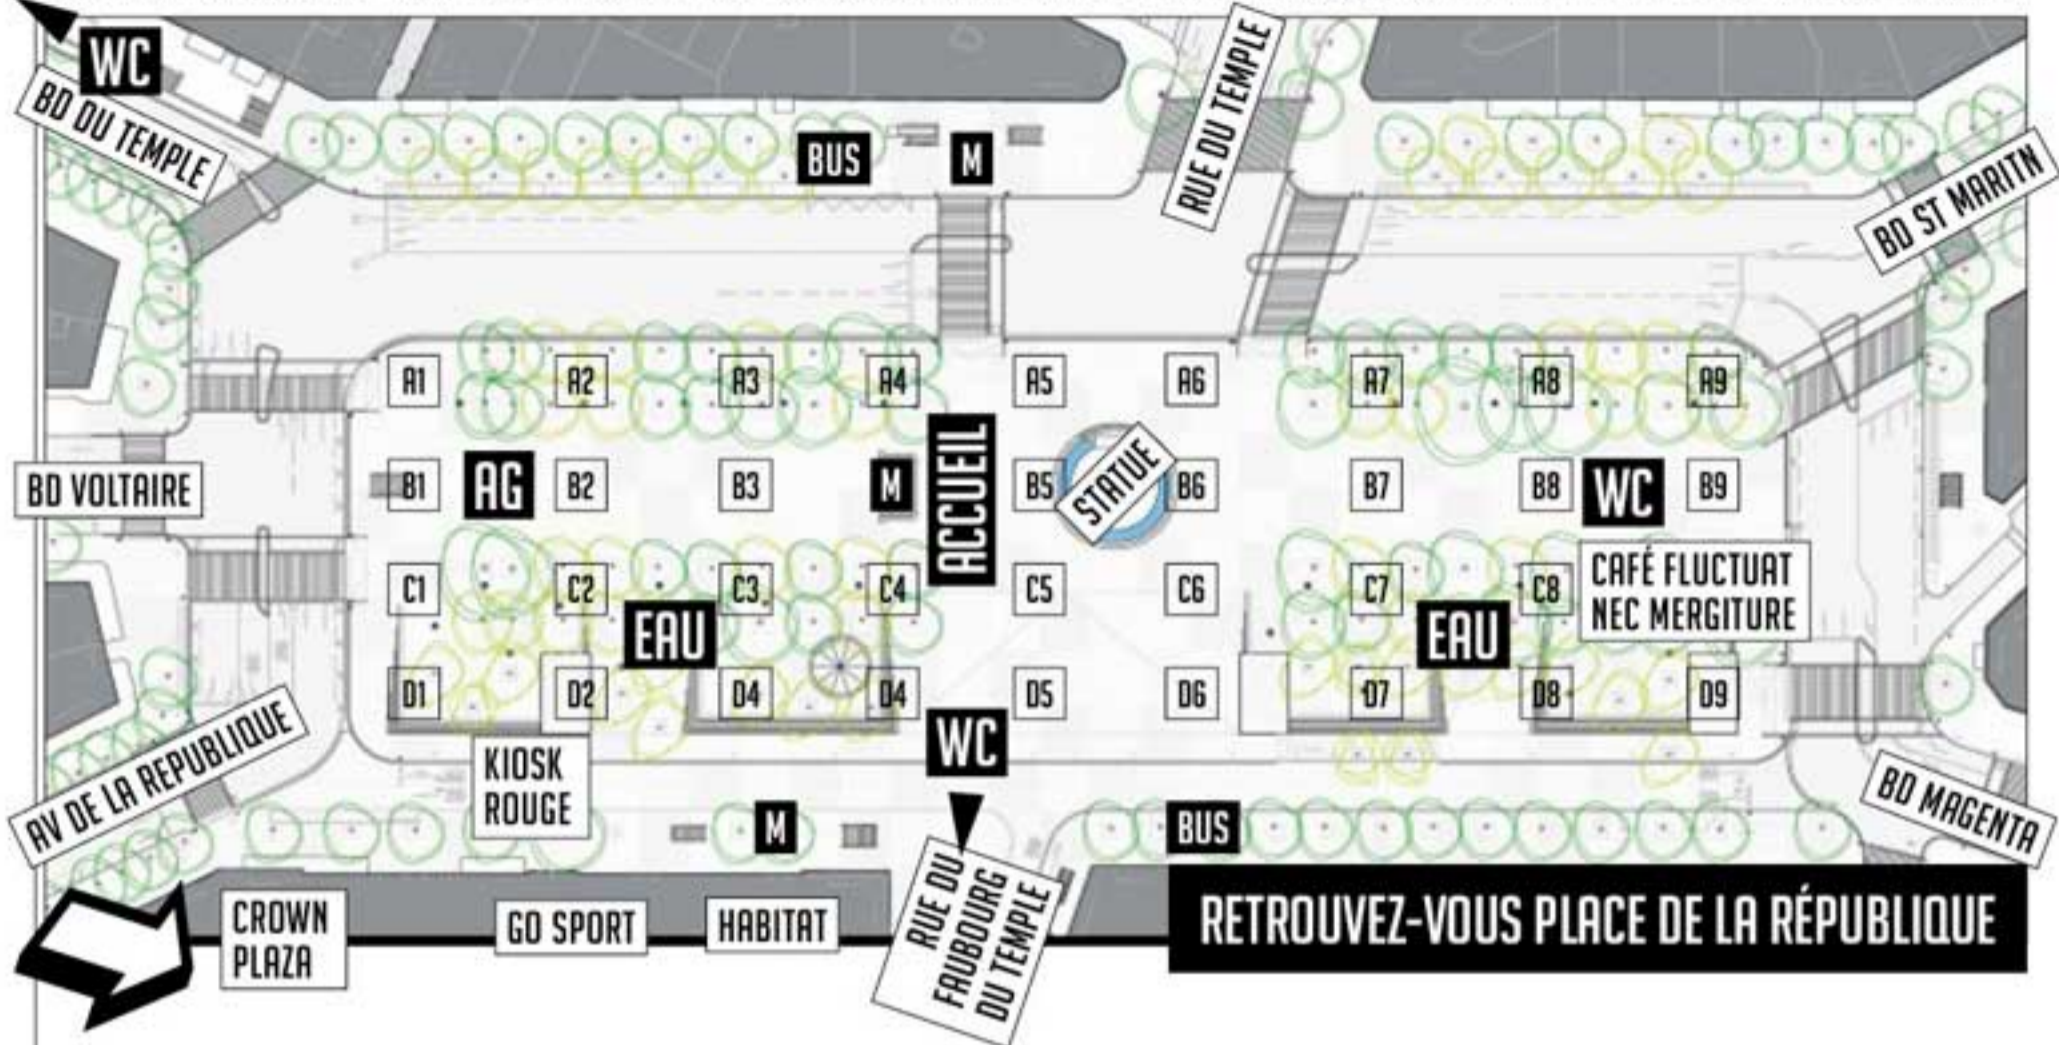 WC
BD DU TEMPLE
BUS
M
RUE DU TEMPLE
BD ST MARITN
A1
A2
A3
A4
A5
A6
A7
A8
A9
BD VOLTAIRE
B1
AG
B2
B3
M
ACCUEIL
B5
STATUE
B6
B7
B8
WC
B9
C1
C2
EAU
C3
C4
C5
C6
C7
EAU
C8
CAFÉ FLUCTUAT
NEC MERGITURE
D1
D2
D4
D4
D5
D6
D7
D8
D9
AV DE LA REPUBLIQUE
KIOSK
ROUGE
WC
M
BUS
BD MAGENTA
CROWN
PLAZA
GO SPORT
HABITAT
RUE DU
FAUBOURG
DU TEMPLE
RETROUVEZ-VOUS PLACE DE LA RÉPUBLIQUE